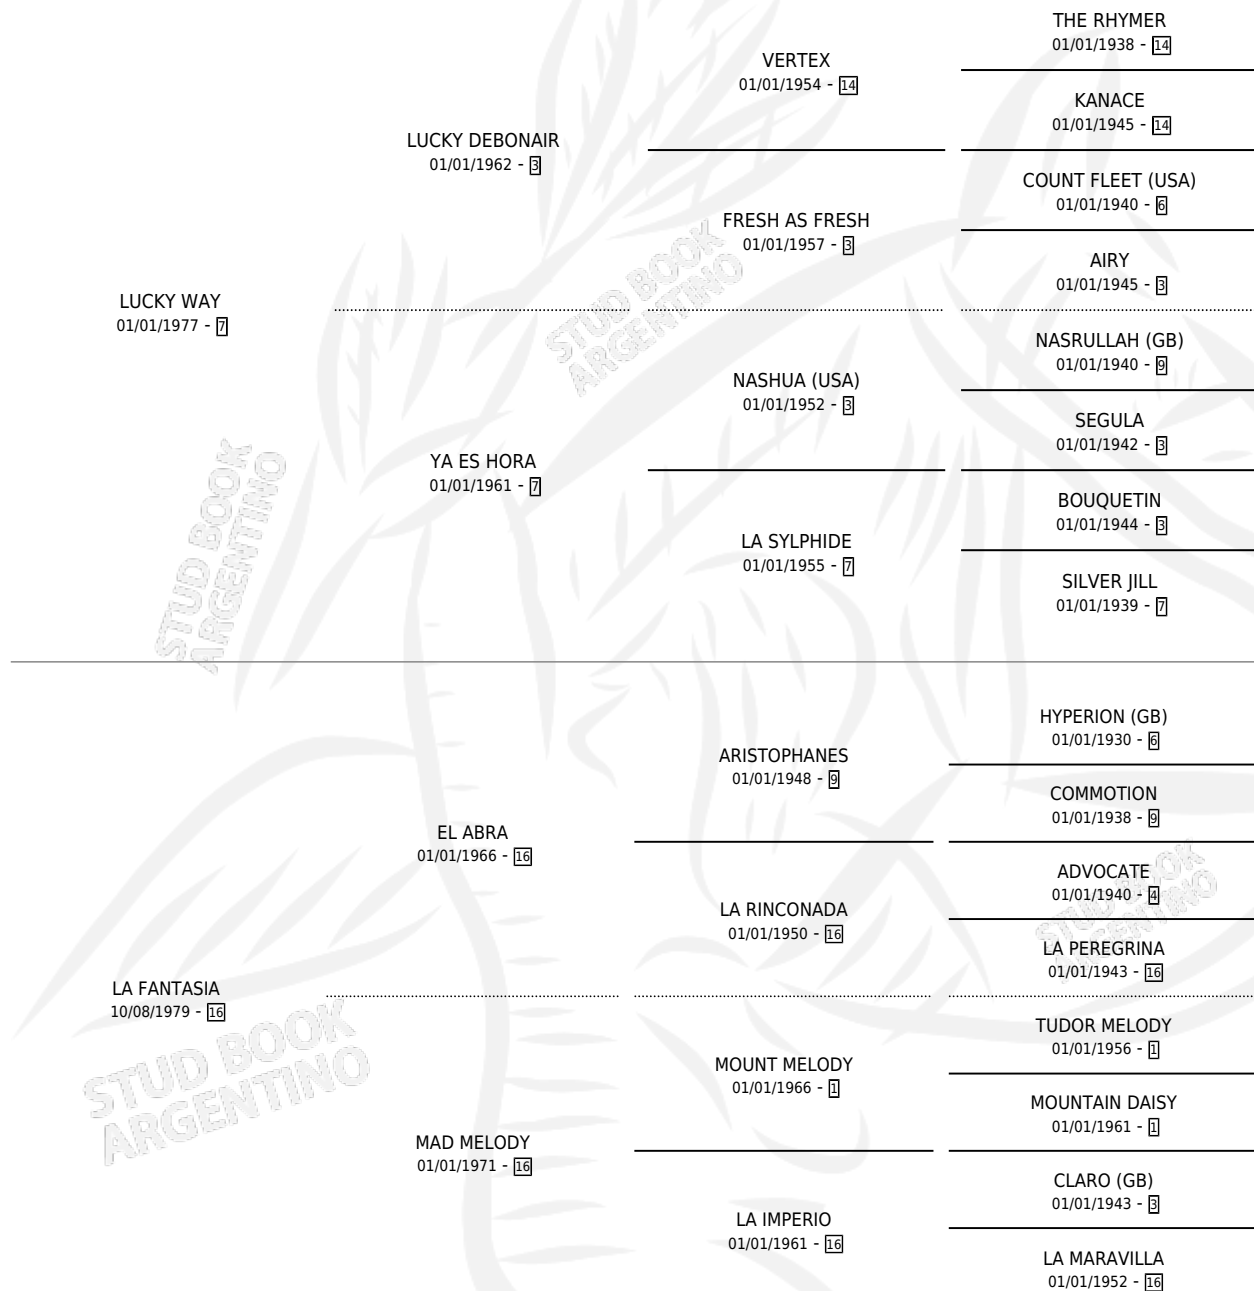 THE RHYMER
01/01/1938 - 14
VERTEX
01/01/1954 - 14
KANACE
01/01/1945 - 14
LUCKY DEBONAIR
01/01/1962 - 3
COUNT FLEET (USA)
01/01/1940 - 6
FRESH AS FRESH
01/01/1957 - 3
AIRY
01/01/1945 - 3
LUCKY WAY
01/01/1977 - 7
NASRULLAH (GB)
01/01/1940 - 9
NASHUA (USA)
01/01/1952 - 3
SEGULA
01/01/1942 - 3
YA ES HORA
01/01/1961 - 7
BOUQUETIN
01/01/1944 - 3
LA SYLPHIDE
01/01/1955 - 7
SILVER JILL
01/01/1939 - 7
HYPERION (GB)
01/01/1930 - 6
ARISTOPHANES
01/01/1948 - 9
COMMOTION
01/01/1938 - 9
EL ABRA
01/01/1966 - 16
ADVOCATE
01/01/1940 - 4
LA RINCONADA
01/01/1950 - 16
LA PEREGRINA
01/01/1943 - 16
LA FANTASIA
10/08/1979 - 16
TUDOR MELODY
01/01/1956 - 1
MOUNT MELODY
01/01/1966 - 1
MOUNTAIN DAISY
01/01/1961 - 1
MAD MELODY
01/01/1971 - 16
CLARO (GB)
01/01/1943 - 3
LA IMPERIO
01/01/1961 - 16
LA MARAVILLA
01/01/1952 - 16
STUD BOOK
ARGENTINO
STUD BOOK
ARGENTINO
STUD BOOK
ARGENTINO
STUD BOOK
ARGENTINO